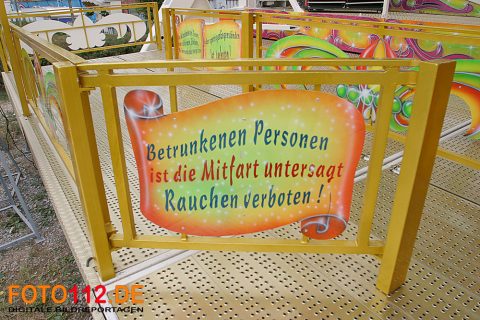 Betrunkenen Personen
ist die Mitfart untersagt
Rauchen verboten !
FOTO112.DE
DIGITALE BILDREPORTAGEN